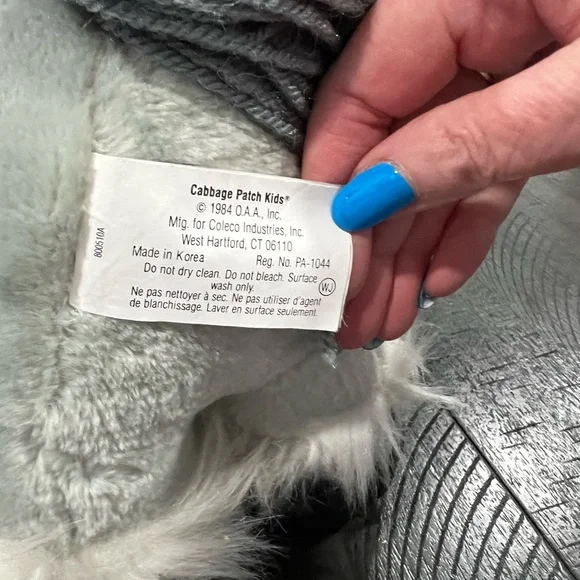 Cabbage Patch Kids®
© 1984 O.A.A., Inc.
Mfg. for Coleco Industries, Inc.
West Hartford, CT 06110
Made in Korea Reg. No. PA-1044
Do not dry clean. Do not bleach. Surface
wash only.
WJ
Ne pas nettoyer à sec. Ne pas utiliser d'agent
de blanchissage. Laver en surface seulement.
800510A